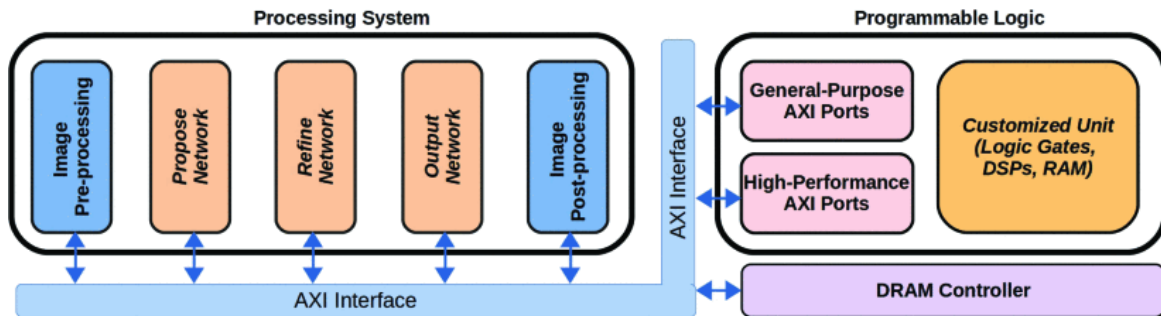 Processing System
Programmable Logic
Image
Pre-processing
Propose
Network
Refine
Network
Output
Network
Image
Post-processing
AXI Interface
AXI Interface
General-Purpose
AXI Ports
High-Performance
AXI Ports
Customized Unit
(Logic Gates,
DSPs, RAM)
DRAM Controller